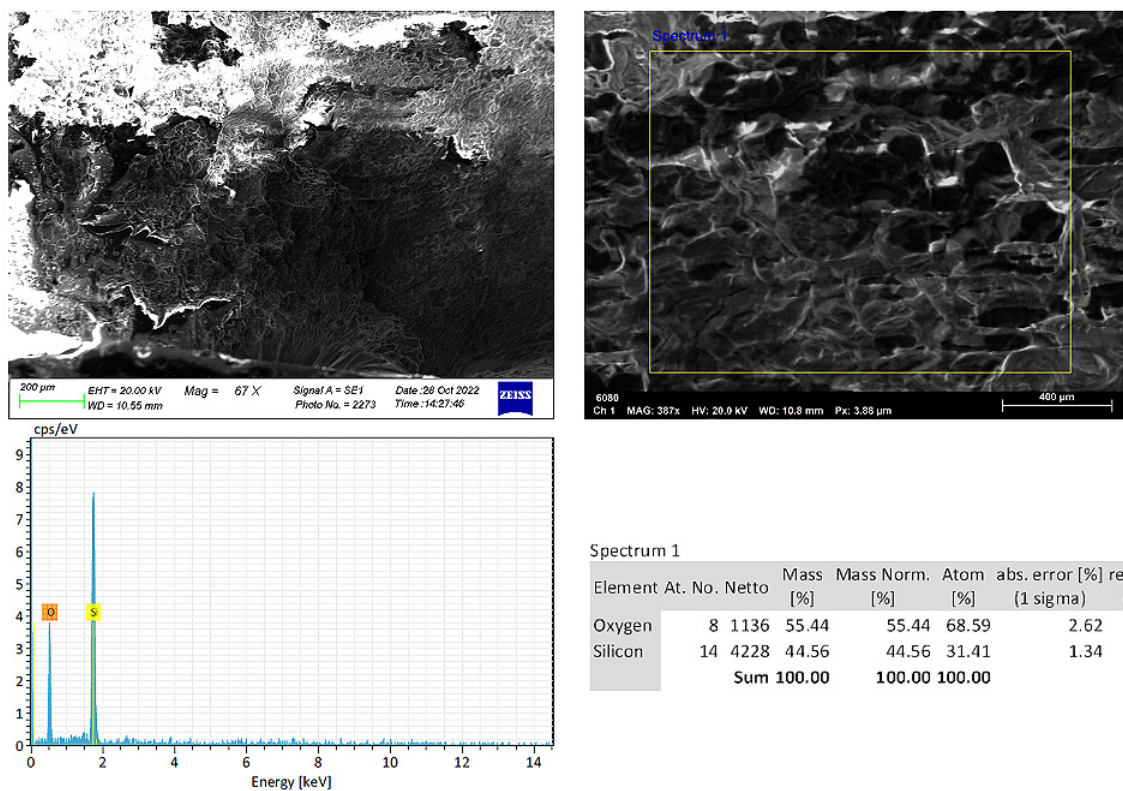 200 µm
EHT = 20.00 kV
WD = 10.55 mm
Mag = 67 X
Signal A = SE1
Photo No. = 2273
Date :26 Oct 2022
Time :14:27:46
ZEISS
Spectrum 1
6080
Ch 1 MAG: 387x HV: 20.0 kV WD: 10.8 mm Px: 3.88 µm
400 µm
cps/eV
9
8
7
6
5
4
3
2
1
0
O
Si
0 2 4 6 8 10 12 14
Energy [keV]
Spectrum 1
Element At. No. Netto Mass [%] Mass Norm. [%] Atom [%] abs. error [%] (1 sigma) re
Oxygen 8 1136 55.44 55.44 68.59 2.62
Silicon 14 4228 44.56 44.56 31.41 1.34
Sum 100.00 100.00 100.00